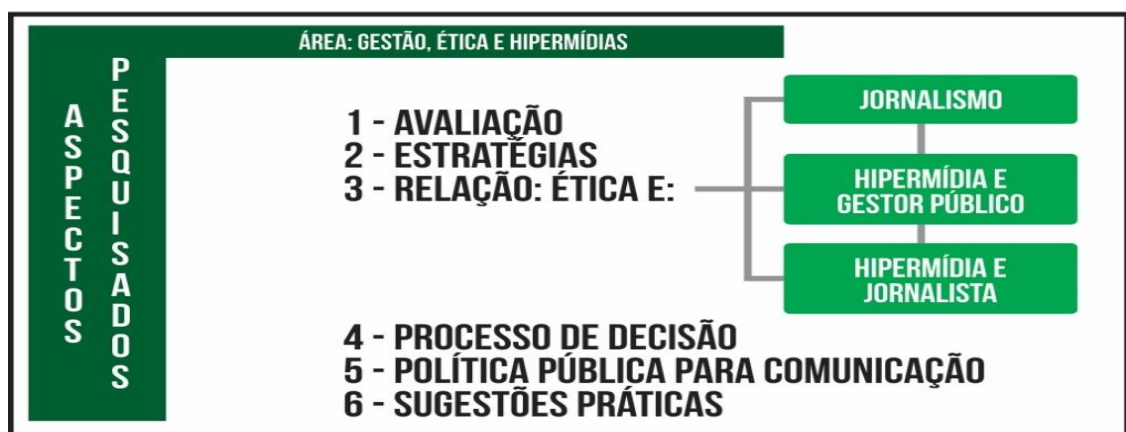 ÁREA: GESTÃO, ÉTICA E HIPERMÍDIAS
ASPECTOS
PESQUISADOS
1 - AVALIAÇÃO
2 - ESTRATÉGIAS
3 - RELAÇÃO: ÉTICA E:
JORNALISMO
HIPERMÍDIA E
GESTOR PÚBLICO
HIPERMÍDIA E
JORNALISTA
4 - PROCESSO DE DECISÃO
5 - POLÍTICA PÚBLICA PARA COMUNICAÇÃO
6 - SUGESTÕES PRÁTICAS